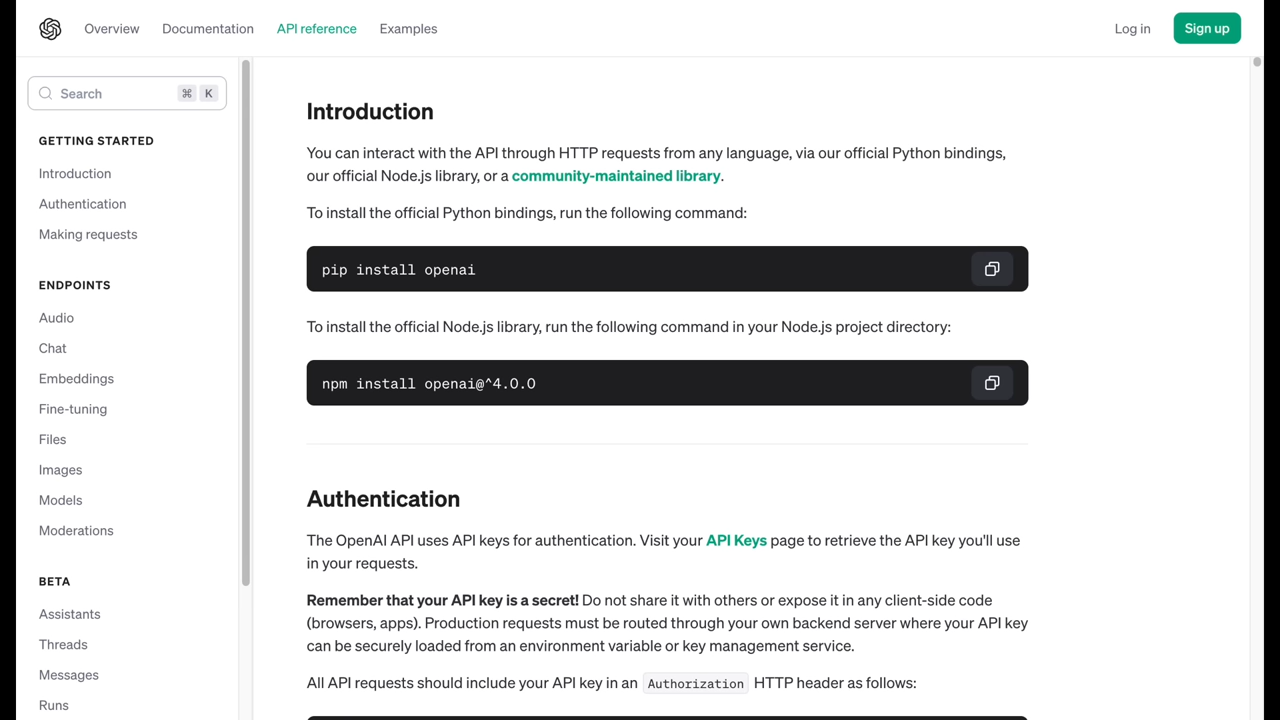 Overview Documentation API reference Examples Log in Sign up
Search ⌘ K
GETTING STARTED
Introduction
Authentication
Making requests
ENDPOINTS
Audio
Chat
Embeddings
Fine-tuning
Files
Images
Models
Moderations
BETA
Assistants
Threads
Messages
Runs
Introduction
You can interact with the API through HTTP requests from any language, via our official Python bindings,
our official Node.js library, or a community-maintained library.
To install the official Python bindings, run the following command:
pip install openai
To install the official Node.js library, run the following command in your Node.js project directory:
npm install openai@^4.0.0
Authentication
The OpenAI API uses API keys for authentication. Visit your API Keys page to retrieve the API key you'll use
in your requests.
Remember that your API key is a secret! Do not share it with others or expose it in any client-side code
(browsers, apps). Production requests must be routed through your own backend server where your API key
can be securely loaded from an environment variable or key management service.
All API requests should include your API key in an Authorization HTTP header as follows: